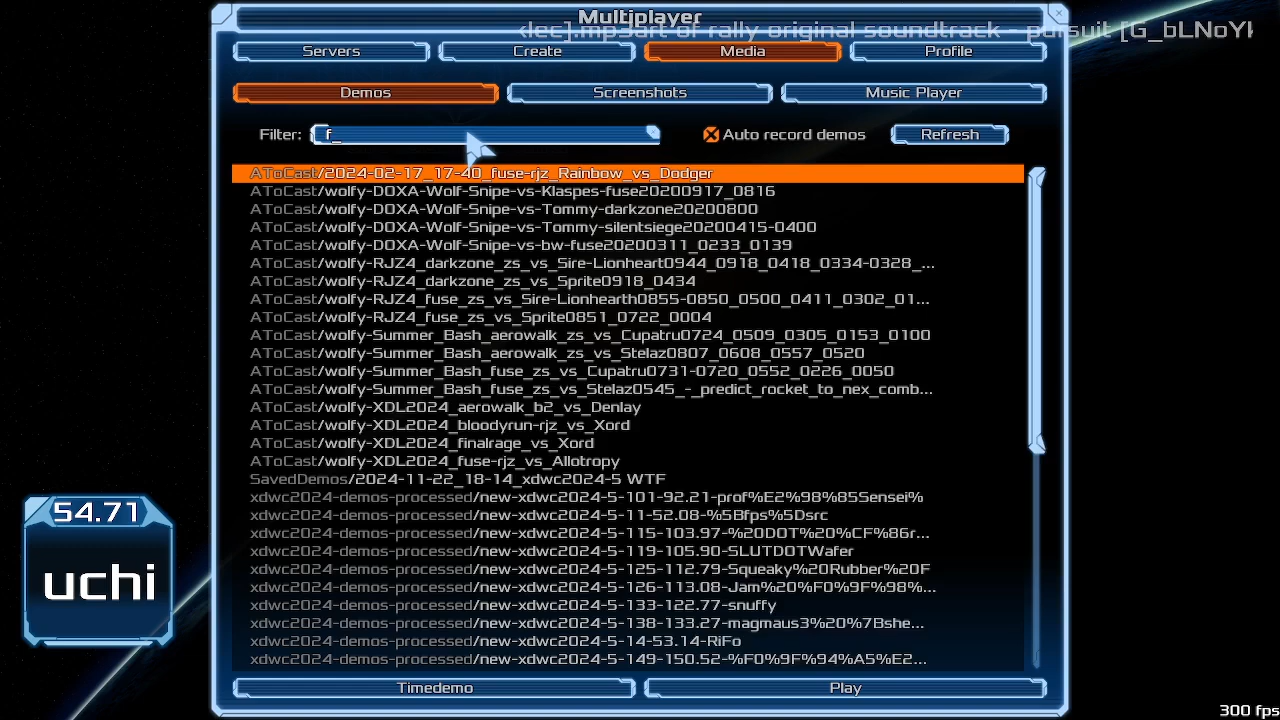 Multiplayer
<lec].mp3art of rally original soundtrack - pursuit [G_bLNoYl
Servers
Create
Media
Profile
Demos
Screenshots
Music Player
Filter:
f_
Auto record demos
Refresh
AToCast/2024-02-17_17-40_fuse-rjz_Rainbow_vs_Dodger
AToCast/wolfy-DOXA-Wolf-Snipe-vs-Klaspes-fuse20200917_0816
AToCast/wolfy-DOXA-Wolf-Snipe-vs-Tommy-darkzone20200800
AToCast/wolfy-DOXA-Wolf-Snipe-vs-Tommy-silentsiege20200415-0400
AToCast/wolfy-DOXA-Wolf-Snipe-vs-bw-fuse20200311_0233_0139
AToCast/wolfy-RJZ4_darkzone_zs_vs_Sire-Lionheart0944_0918_0418_0334-0328_...
AToCast/wolfy-RJZ4_darkzone_zs_vs_Sprite0918_0434
AToCast/wolfy-RJZ4_fuse_zs_vs_Sire-Lionhearth0855-0850_0500_0411_0302_01...
AToCast/wolfy-RJZ4_fuse_zs_vs_Sprite0851_0722_0004
AToCast/wolfy-Summer_Bash_aerowalk_zs_vs_Cupatru0724_0509_0305_0153_0100
AToCast/wolfy-Summer_Bash_aerowalk_zs_vs_Stelaz0807_0608_0557_0520
AToCast/wolfy-Summer_Bash_fuse_zs_vs_Cupatru0731-0720_0552_0226_0050
AToCast/wolfy-Summer_Bash_fuse_zs_vs_Stelaz0545_-_predict_rocket_to_nex_comb...
AToCast/wolfy-XDL2024_aerowalk_b2_vs_Denlay
AToCast/wolfy-XDL2024_bloodyrun-rjz_vs_Xord
AToCast/wolfy-XDL2024_finalrage_vs_Xord
AToCast/wolfy-XDL2024_fuse-rjz_vs_Allotropy
SavedDemos/2024-11-22_18-14_xdwc2024-5 WTF
xdwc2024-demos-processed/new-xdwc2024-5-101-92.21-prof%E2%98%85Sensei%
xdwc2024-demos-processed/new-xdwc2024-5-11-52.08-%5Bfps%5Dsrc
xdwc2024-demos-processed/new-xdwc2024-5-115-103.97-%20DOT%20%CF%86r...
xdwc2024-demos-processed/new-xdwc2024-5-119-105.90-SLUTDOTWafer
xdwc2024-demos-processed/new-xdwc2024-5-125-112.79-Squeaky%20Rubber%20F
xdwc2024-demos-processed/new-xdwc2024-5-126-113.08-Jam%20%F0%9F%98%...
xdwc2024-demos-processed/new-xdwc2024-5-133-122.77-snuffy
xdwc2024-demos-processed/new-xdwc2024-5-138-133.27-magmaus3%20%7Bshe...
xdwc2024-demos-processed/new-xdwc2024-5-14-53.14-RiFo
xdwc2024-demos-processed/new-xdwc2024-5-149-150.52-%F0%9F%94%A5%E2...
54.71
uchi
Timedemo
Play
300 fps